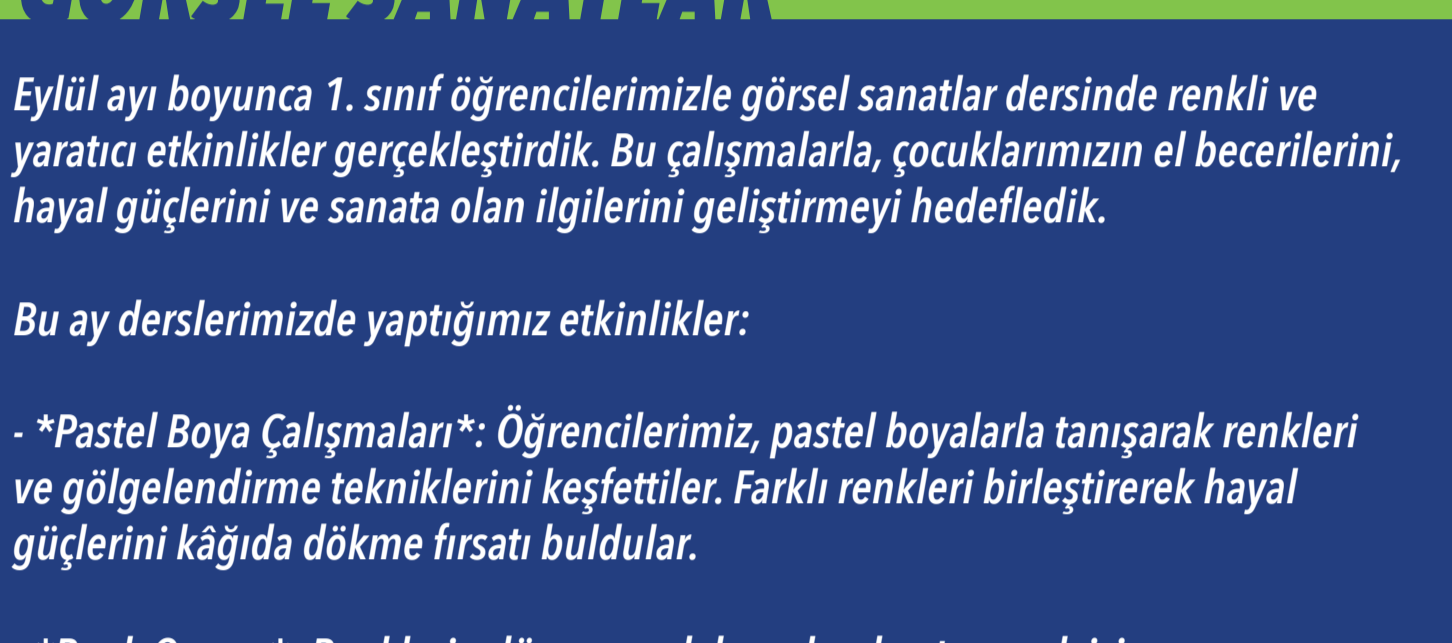 GÖRSEL SANATLAR
Eylül ayı boyunca 1. sınıf öğrencilerimizle görsel sanatlar dersinde renkli ve
yaratıcı etkinlikler gerçekleştirdik. Bu çalışmalarla, çocuklarımızın el becerilerini,
hayal güçlerini ve sanata olan ilgilerini geliştirmeyi hedefledik.
Bu ay derslerimizde yaptığımız etkinlikler:
- *Pastel Boya Çalışmaları*: Öğrencilerimiz, pastel boyalarla tanışarak renkleri
ve gölgelendirme tekniklerini keşfettiler. Farklı renkleri birleştirerek hayal
güçlerini kâğıda dökme fırsatı buldular.